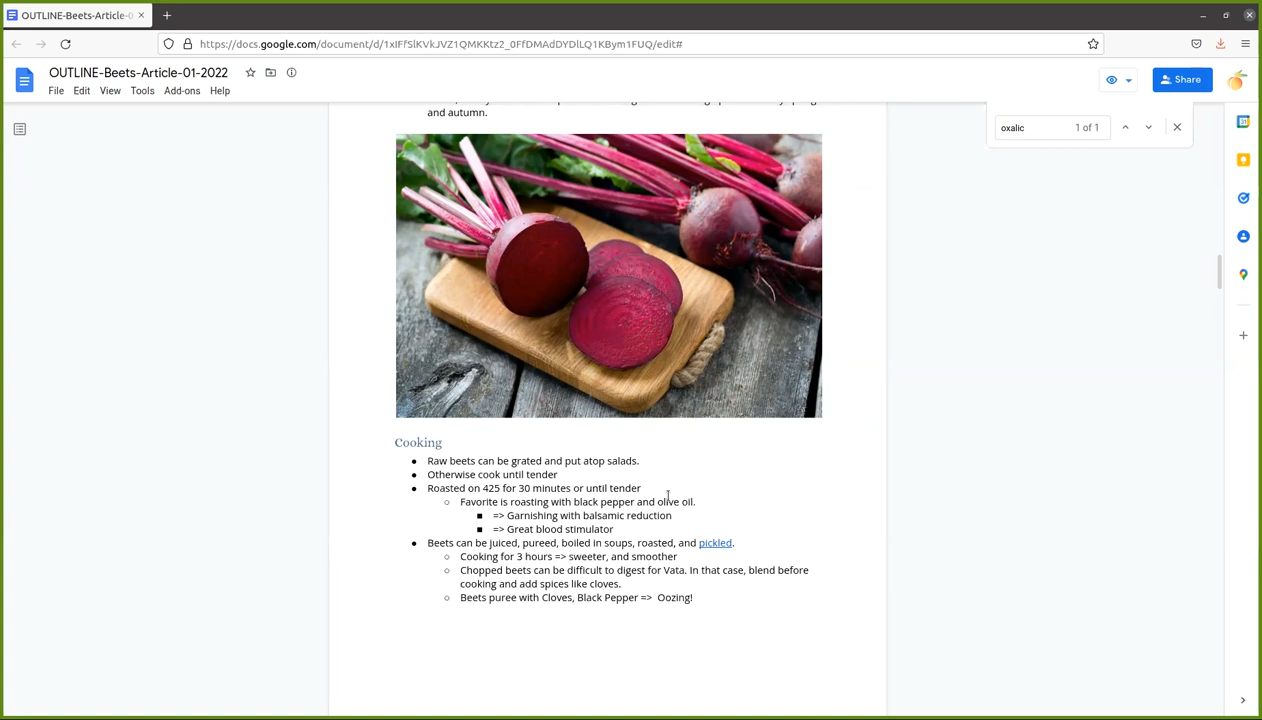 OUTLINE-Beets-Article-0
https://docs.google.com/document/d/1xIFfSlKVkJVZ1QMKKtz2_0FfDMAdDYDlLQ1KBym1FUQ/edit#
OUTLINE-Beets-Article-01-2022
File Edit View Tools Add-ons Help
Share
oxalic 1 of 1
and autumn.
Cooking
● Raw beets can be grated and put atop salads.
● Otherwise cook until tender
● Roasted on 425 for 30 minutes or until tender
○ Favorite is roasting with black pepper and olive oil.
■ => Garnishing with balsamic reduction
■ => Great blood stimulator
● Beets can be juiced, pureed, boiled in soups, roasted, and pickled.
○ Cooking for 3 hours => sweeter, and smoother
○ Chopped beets can be difficult to digest for Vata. In that case, blend before
cooking and add spices like cloves.
○ Beets puree with Cloves, Black Pepper => Oozing!